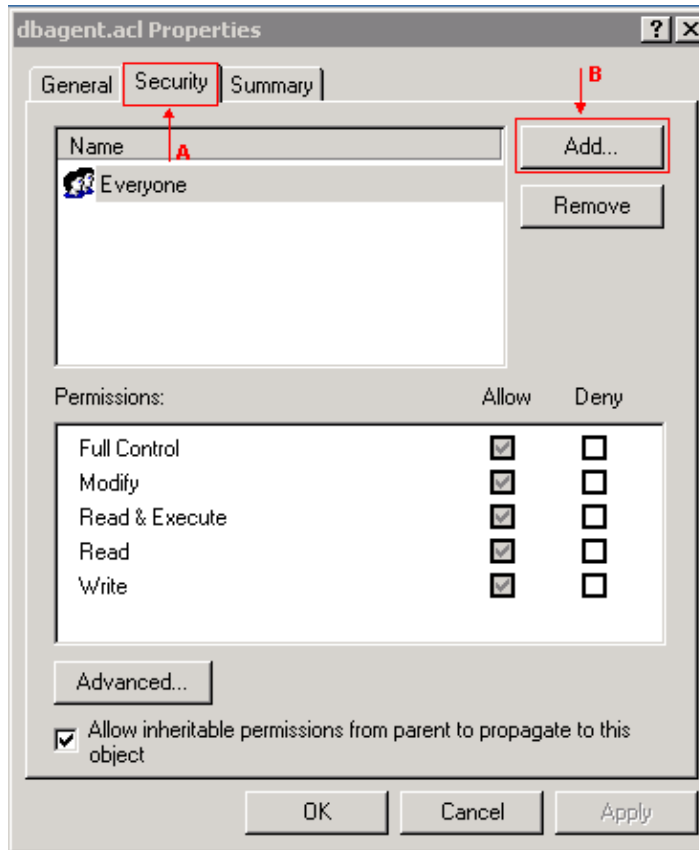 dbagent.acl Properties
General Security Summary
B
A
Name
Add...
Everyone
Remove
Permissions: Allow Deny
Full Control
Modify
Read & Execute
Read
Write
Advanced...
Allow inheritable permissions from parent to propagate to this
object
OK Cancel Apply